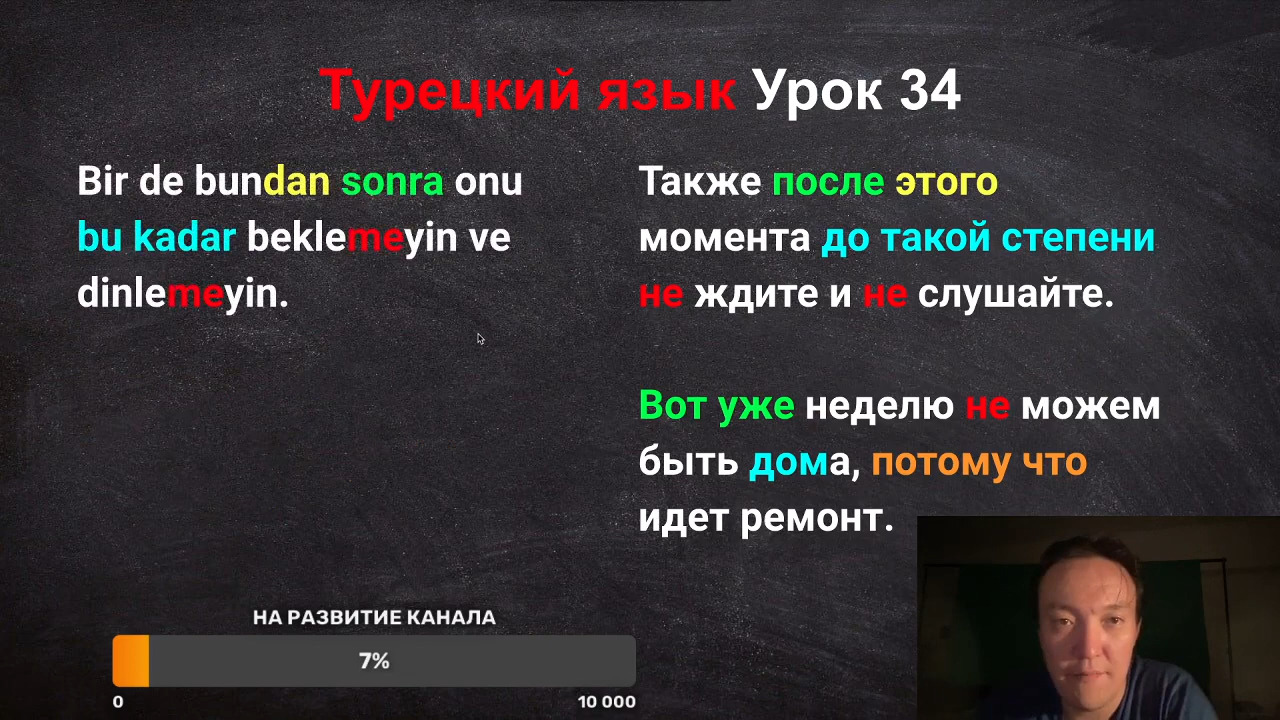 Турецкий язык Урок 34
Bir de bundan sonra onu
bu kadar beklemeyin ve
dinlemeyin.
Также после этого
момента до такой степени
не ждите и не слушайте.
Вот уже неделю не можем
быть дома, потому что
идет ремонт.
НА РАЗВИТИЕ КАНАЛА
7%
0
10 000